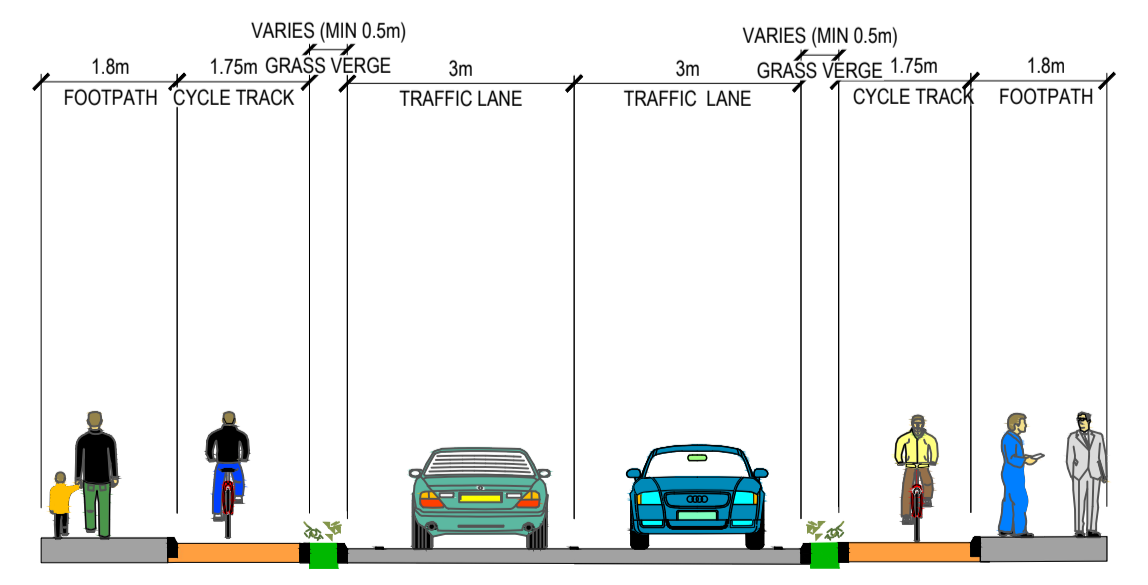 VARIES (MIN 0.5m)
VARIES (MIN 0.5m)
1.8m
1.75m
GRASS VERGE
3m
3m
GRASS VERGE
1.75m
1.8m
FOOTPATH
CYCLE TRACK
TRAFFIC LANE
TRAFFIC LANE
CYCLE TRACK
FOOTPATH